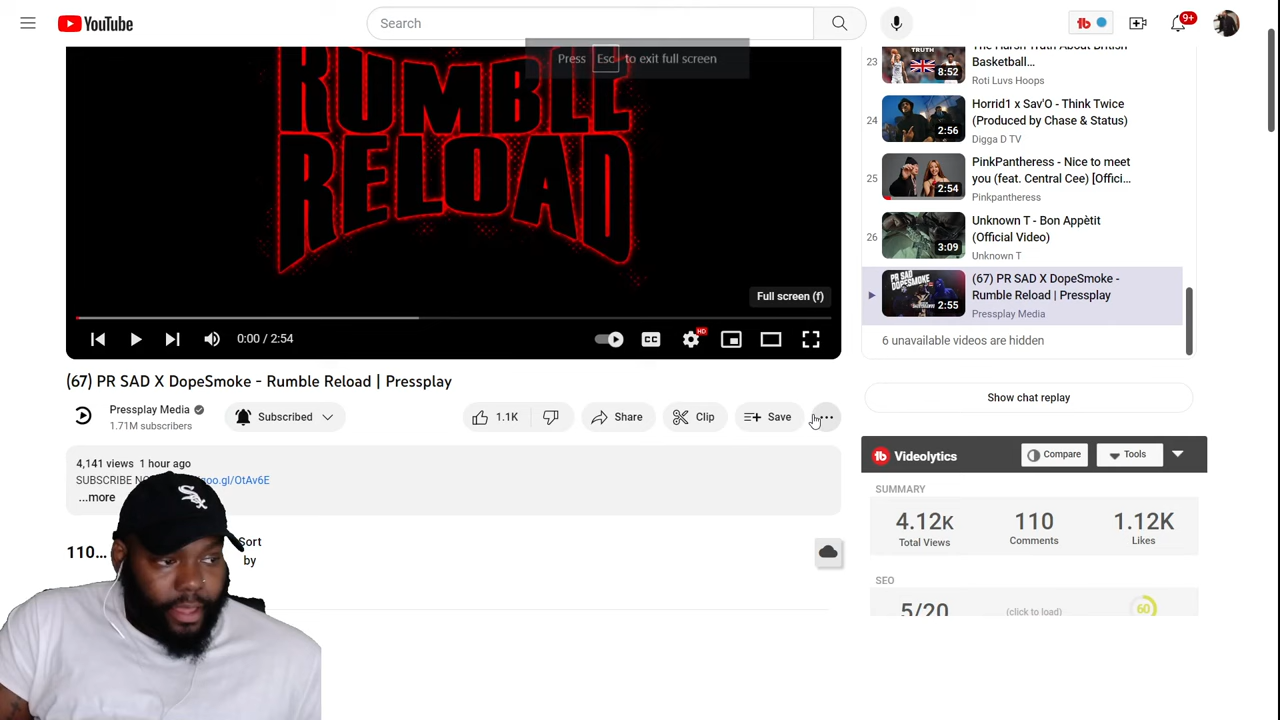 YouTube
Search
9+
Press Esc to exit full screen
RUMBLE
RELOAD
Full screen (f)
0:00 / 2:54
HD
(67) PR SAD X DopeSmoke - Rumble Reload | Pressplay
Pressplay Media
1.71M subscribers
Subscribed
1.1K
Share
Clip
Save
4,141 views 1 hour ago
SUBSCRIBE
goo.gl/OtAv6E
...more
110...
Sort
by
TRUTH
23
8:52
The Harsh Truth About British
Basketball...
Roti Luvs Hoops
24
2:56
Horrid1 x Sav'O - Think Twice
(Produced by Chase & Status)
Digga D TV
25
2:54
PinkPantheress - Nice to meet
you (feat. Central Cee) [Offici...
Pinkpantheress
26
3:09
Unknown T - Bon Appètit
(Official Video)
Unknown T
PR SAD
DOPESMOKE
2:55
(67) PR SAD X DopeSmoke -
Rumble Reload | Pressplay
Pressplay Media
6 unavailable videos are hidden
Show chat replay
Videolytics
Compare
Tools
SUMMARY
4.12K
Total Views
110
Comments
1.12K
Likes
SEO
5/20
(click to load)
60